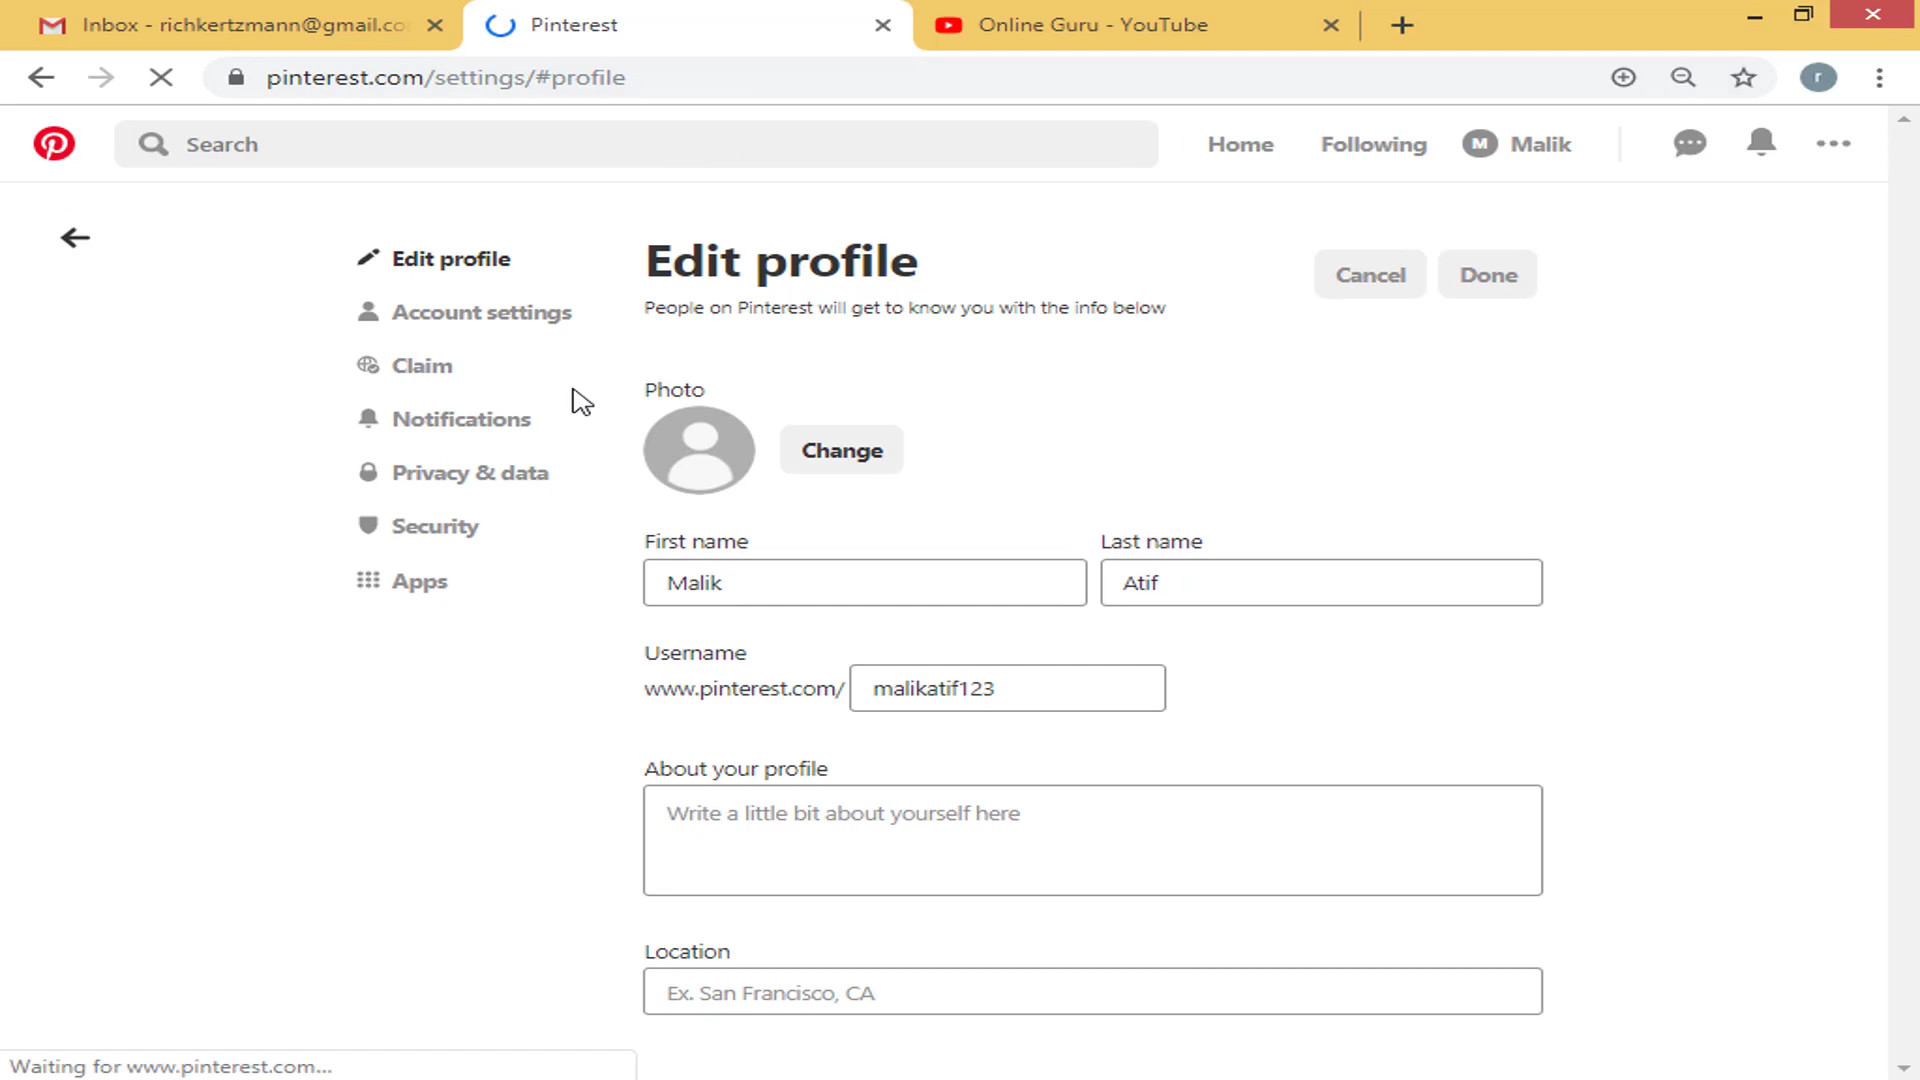 Inbox - richkertzmann@gmail.co
Pinterest
Online Guru - YouTube
pinterest.com/settings/#profile
r
Search
Home
Following
M
Malik
Edit profile
Account settings
Claim
Notifications
Privacy & data
Security
Apps
Edit profile
People on Pinterest will get to know you with the info below
Cancel
Done
Photo
Change
First name
Last name
Malik
Atif
Username
www.pinterest.com/
malikatif123
About your profile
Write a little bit about yourself here
Location
Ex. San Francisco, CA
Waiting for www.pinterest.com...